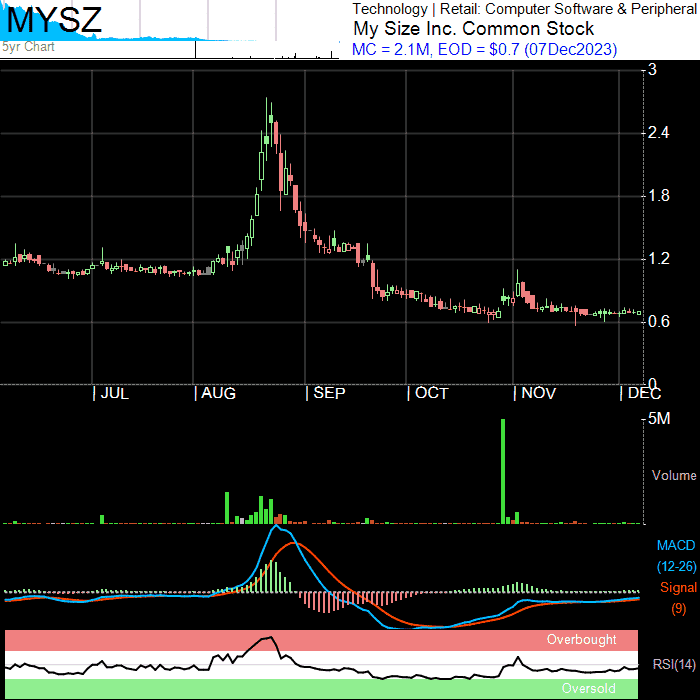 MYSZ
Technology | Retail: Computer Software & Peripheral
My Size Inc. Common Stock
5yr Chart
MC = 2.1M, EOD = $0.7 (07Dec2023)
3
2.4
1.8
1.2
0.6
0
| JUL | AUG | SEP | OCT | NOV | DEC
5M
Volume
MACD
(12-26)
Signal
(9)
Overbought
RSI(14)
Oversold